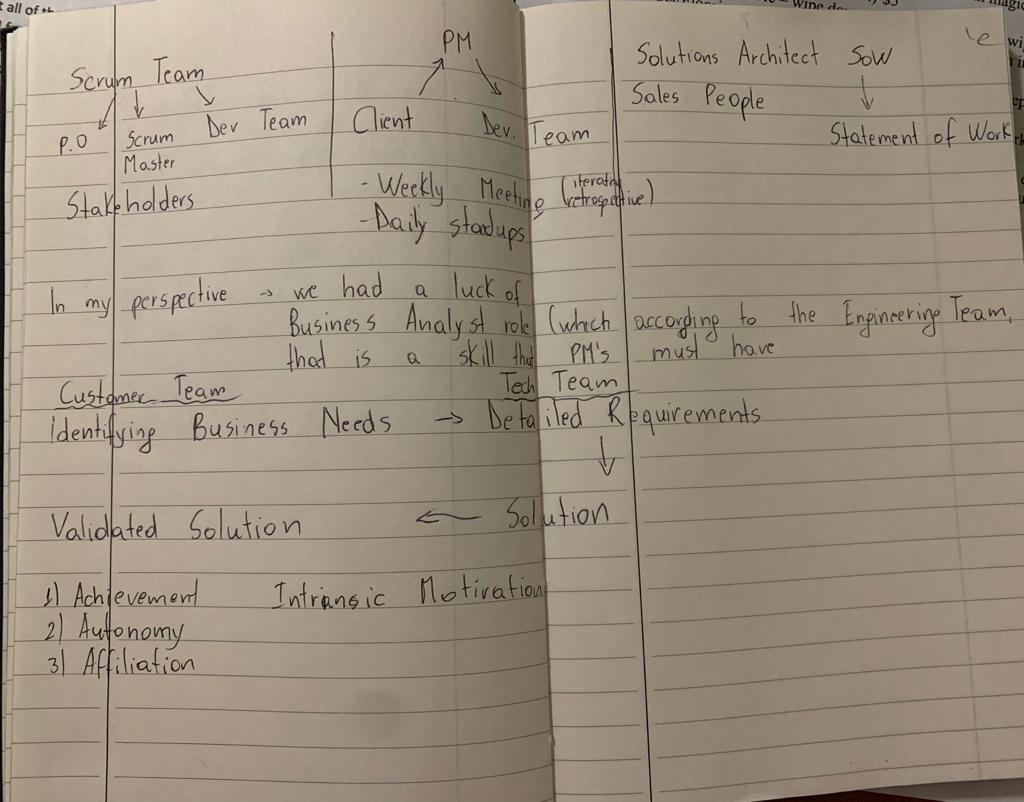 Scrum Team
P.O
Scrum
Master
Dev Team
Stakeholders
PM
Client
Dev. Team
- Weekly Meeting (iteration retrospective)
- Daily standups
Solutions Architect
Sales People
SoW
Statement of Work
In my perspective → we had a luck of
Business Analyst role (which according to the Engineering Team,
that is a skill that PM's must have
Customer Team
Tech Team
Identifying Business Needs → Detailed Requirements
↓
Validated Solution ← Solution
1) Achievement
2) Autonomy
3) Affiliation
Intransic Motivation